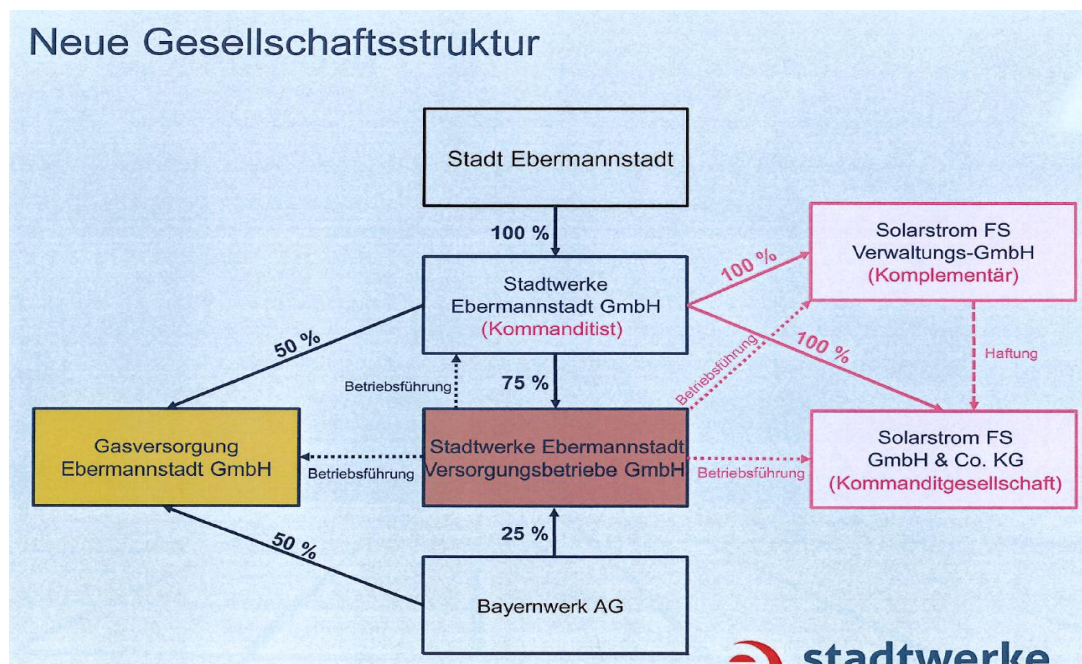 Neue Gesellschaftsstruktur
Stadt Ebermannstadt
100 %
Stadtwerke
Ebermannstadt GmbH
(Kommanditist)
Solarstrom FS
Verwaltungs-GmbH
(Komplementär)
100 %
100 %
50 %
Betriebsführung
75 %
Betriebsführung
Haftung
Gasversorgung
Ebermannstadt GmbH
Betriebsführung
Stadtwerke Ebermannstadt
Versorgungsbetriebe GmbH
Betriebsführung
Solarstrom FS
GmbH & Co. KG
(Kommanditgesellschaft)
50 %
25 %
Bayernwerk AG
stadtwerke